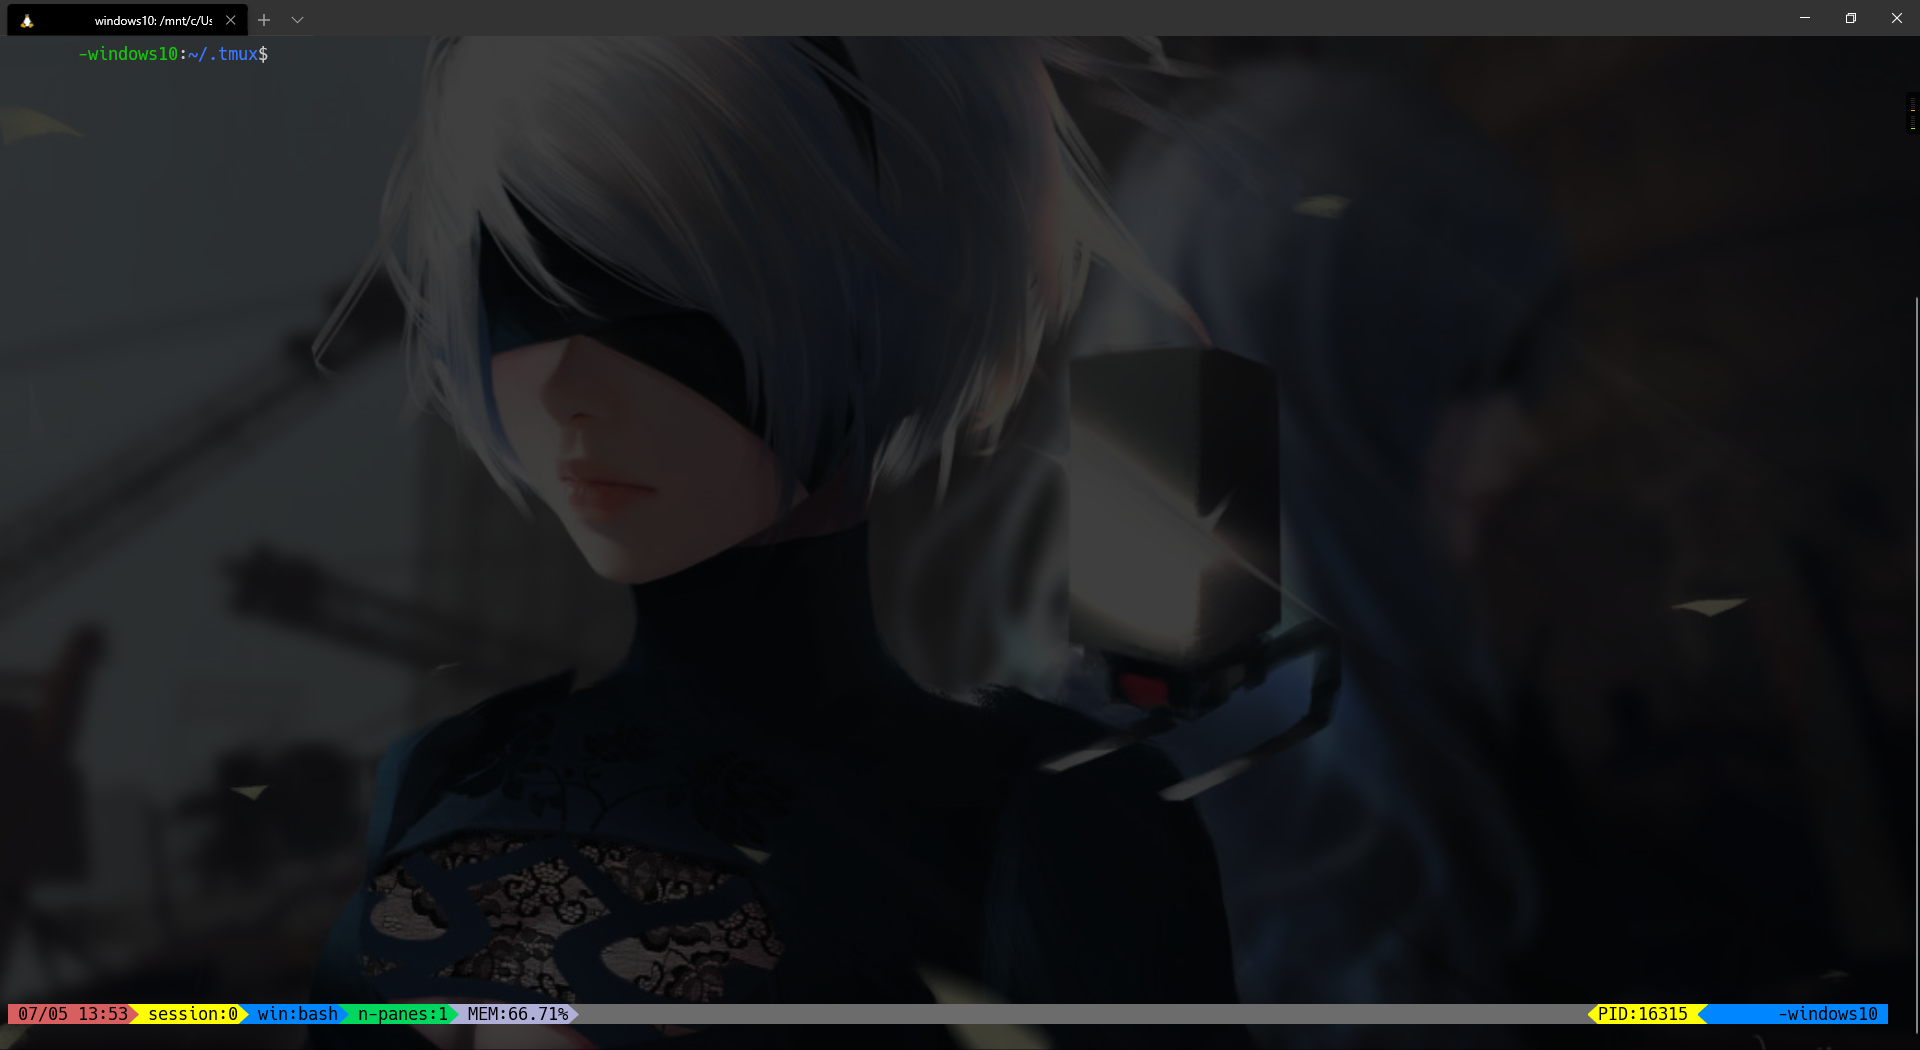 windows10: /mnt/c/Us
-windows10:~/.tmux$
07/05 13:53 session:0 win:bash n-panes:1 MEM:66.71% PID:16315 -windows10